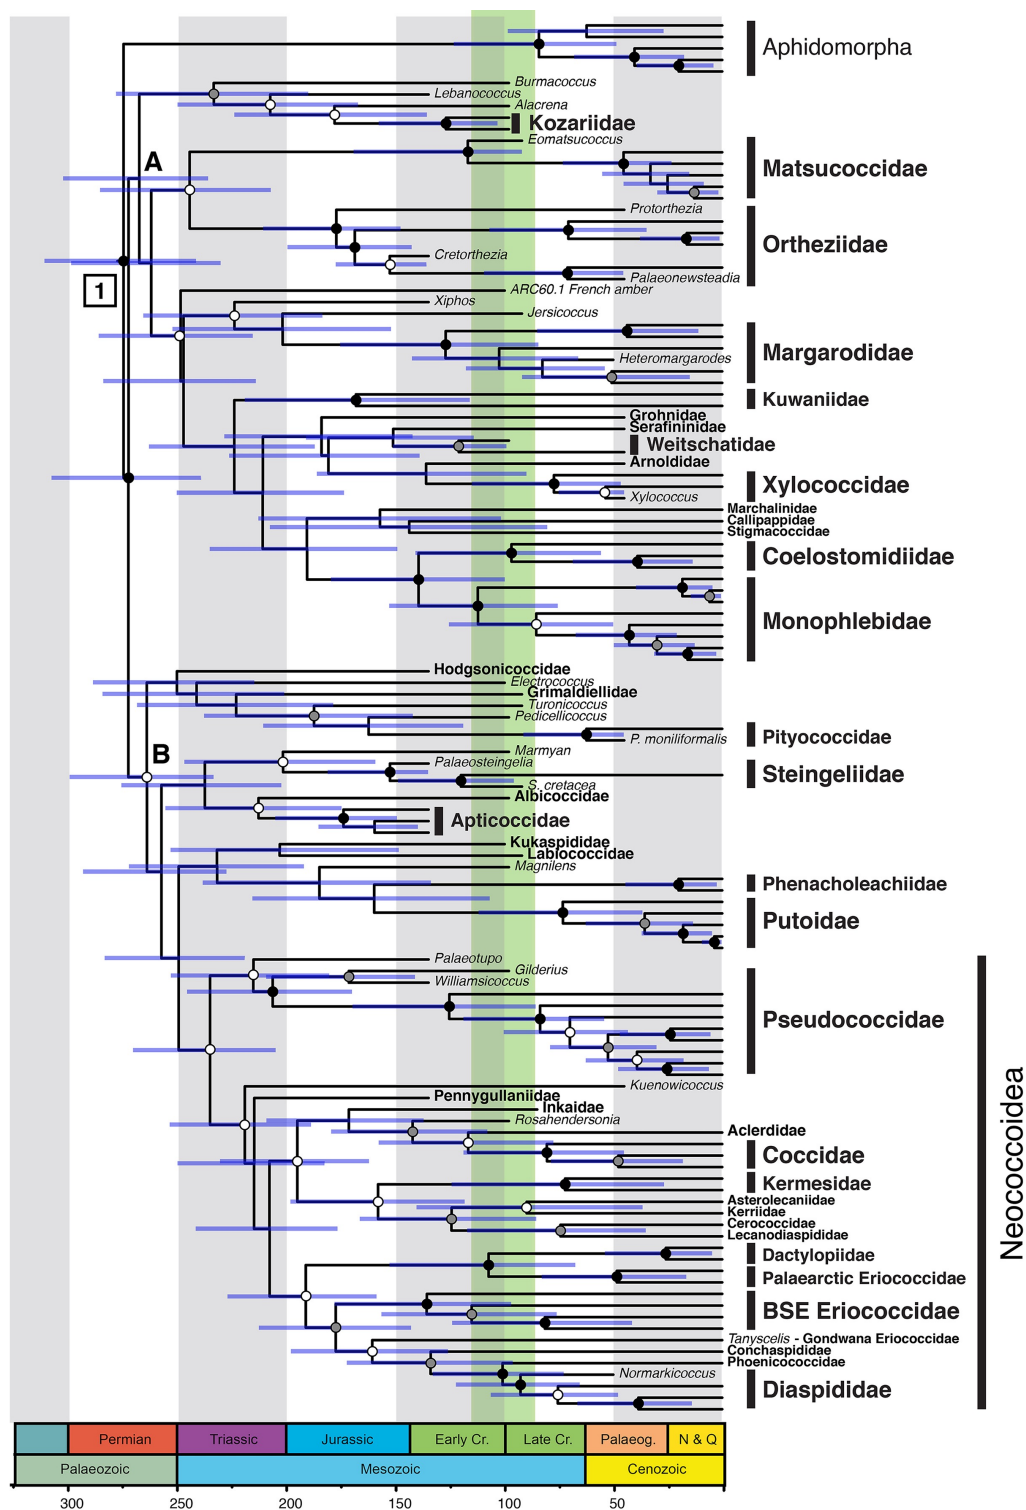 Aphidomorpha
Burmacoccus
Lebanococcus
Alacrena
Kozariidae
Eomatsucoccus
A
Matsucoccidae
Protorthezia
Ortheziidae
Cretorthezia
Palaeonewsteadia
1
ARC60.1 French amber
Xiphos
Jersicoccus
Margarodidae
Heteromargarodes
Kuwaniidae
Grohnidae
Serafininidae
Weitschatidae
Arnoldidae
Xylococcidae
Xylococcus
Marchalinidae
Callipappidae
Stigmacoccidae
Coelostomidiidae
Monophlebidae
Hodgsonicoccidae
Electrococcus
Grimaldiellidae
Turonicoccus
Pedicellicoccus
P. moniliformalis
Pityococcidae
B
Marmyan
Palaeosteingelia
Steingeliidae
S. cretacea
Albicoccidae
Apticoccidae
Kukaspididae
Labiococcidae
Magnilens
Phenacholeachiidae
Putoidae
Palaeotupo
Gilderius
Williamsicoccus
Pseudococcidae
Kuenowicoccus
Pennygullaniidae
Inkaidae
Rosahendersonia
Aclerdidae
Coccidae
Kermesidae
Asterolecaniidae
Kerriidae
Cerococcidae
Lecanodiaspididae
Dactylopiidae
Palaearctic Eriococcidae
BSE Eriococcidae
Tanyscelis - Gondwana Eriococcidae
Conchaspididae
Phoenicococcidae
Normarkicoccus
Diaspididae
Neococcoidea
Permian Triassic Jurassic Early Cr. Late Cr. Palaeog. N & Q
Palaeozoic Mesozoic Cenozoic
300 250 200 150 100 50